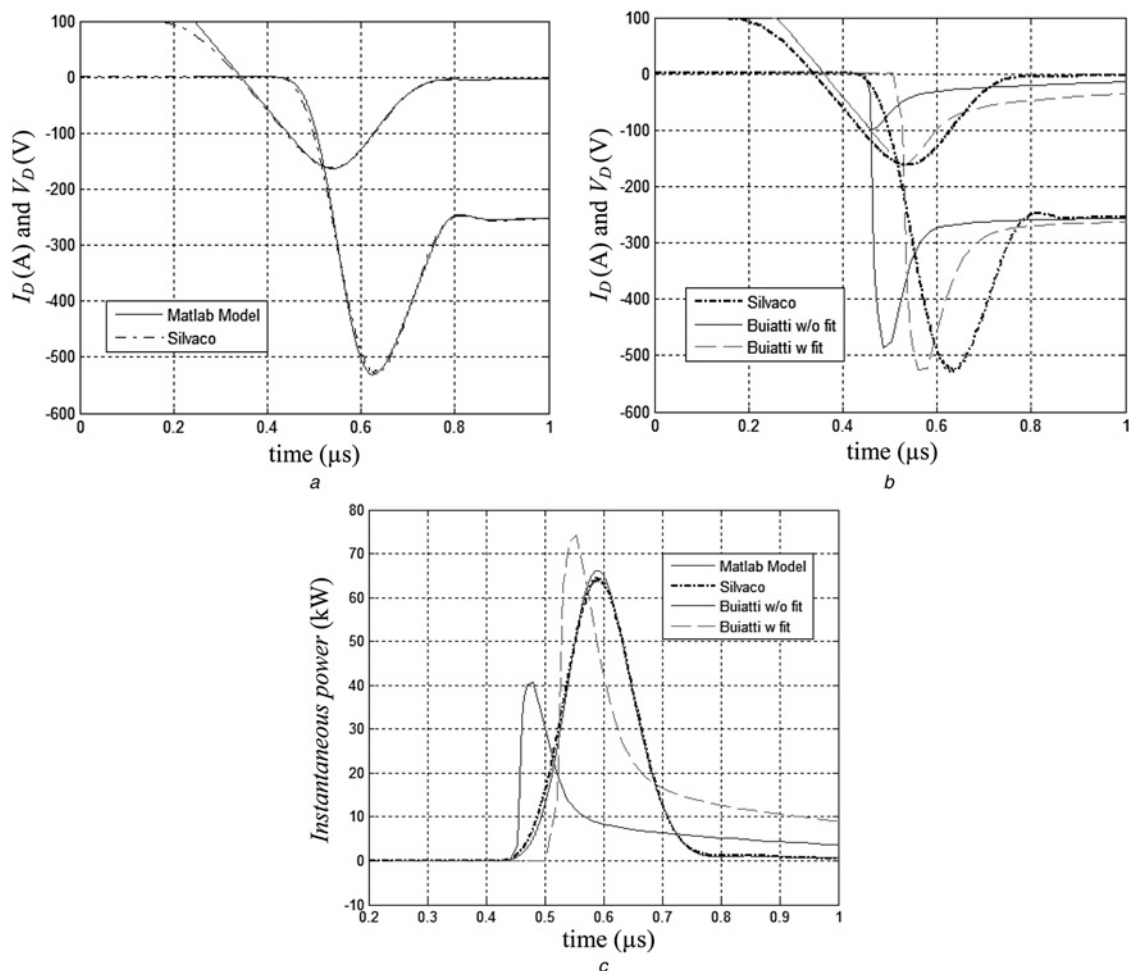 100
0
-100
-200
-300
-400
-500
-600
I_D (A) and V_D (V)
Matlab Model
Silvaco
0
0.2
0.4
0.6
0.8
1
time (µs)
a
100
0
-100
-200
-300
-400
-500
-600
I_D (A) and V_D (V)
Silvaco
Buiatti w/o fit
Buiatti w fit
0
0.2
0.4
0.6
0.8
1
time (µs)
b
80
70
60
50
40
30
20
10
0
-10
Instantaneous power (kW)
Matlab Model
Silvaco
Buiatti w/o fit
Buiatti w fit
0.2
0.3
0.4
0.5
0.6
0.7
0.8
0.9
1
time (µs)
c